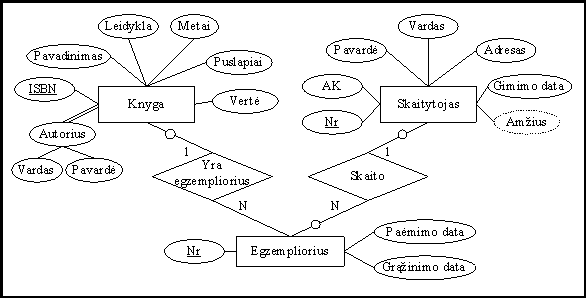 Leidykla
Metai
Vardas
Pavadinimas
Puslapiai
Pavardė
Adresas
ISBN
Knyga
Vertė
AK
Skaitytojas
Gimimo data
Autorius
Nr
Amžius
Vardas
Pavardė
1
Yra
egzempliorius
1
Skaito
N
N
Nr
Egzempliorius
Paėmimo data
Grąžinimo data